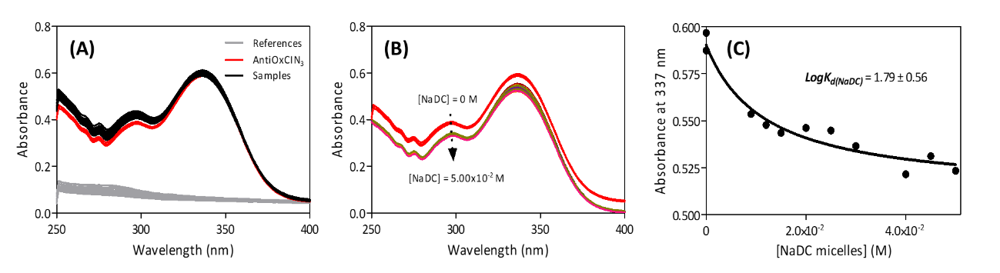 (A)
References
AntiOxCIN3
Samples
0.8
0.6
0.4
0.2
0.0
250
300
350
400
Absorbance
Wavelength (nm)
(B)
[NaDC] = 0 M
[NaDC] = 5.00x10-2 M
0.8
0.6
0.4
0.2
0.0
250
300
350
400
Absorbance
Wavelength (nm)
(C)
LogKd(NaDC) = 1.79 ± 0.56
0.600
0.575
0.550
0.525
0.500
0
2.0x10-2
4.0x10-2
Absorbance at 337 nm
[NaDC micelles] (M)